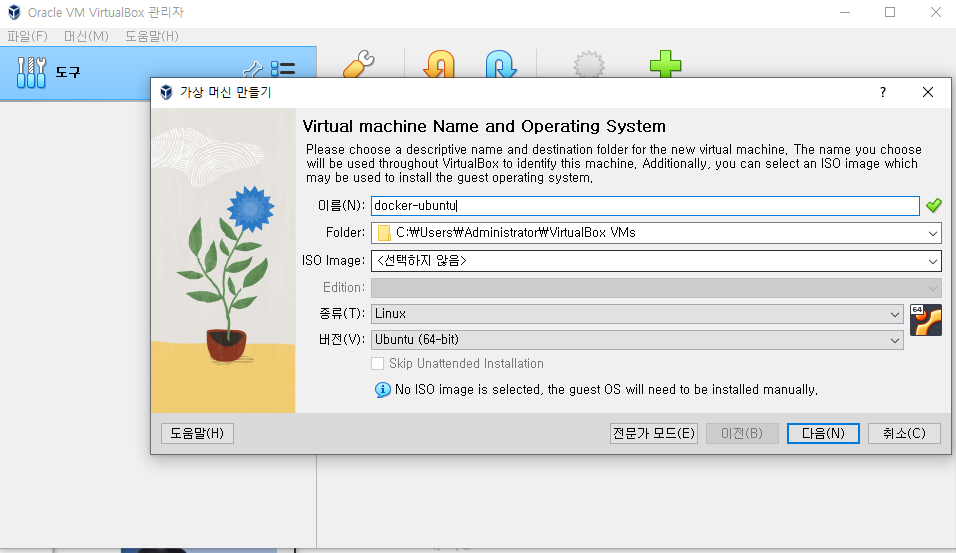 Oracle VM VirtualBox 관리자
파일(F) 머신(M) 도움말(H)
도구
가상 머신 만들기
?
Virtual machine Name and Operating System
Please choose a descriptive name and destination folder for the new virtual machine. The name you choose
will be used throughout VirtualBox to identify this machine. Additionally, you can select an ISO image which
may be used to install the guest operating system.
이름(N): docker-ubuntu
Folder: C:₩Users₩Administrator₩VirtualBox VMs
ISO Image: <선택하지 않음>
Edition:
종류(T): Linux
64
버전(V): Ubuntu (64-bit)
Skip Unattended Installation
No ISO image is selected, the guest OS will need to be installed manually.
도움말(H) 전문가 모드(E) 이전(B) 다음(N) 취소(C)